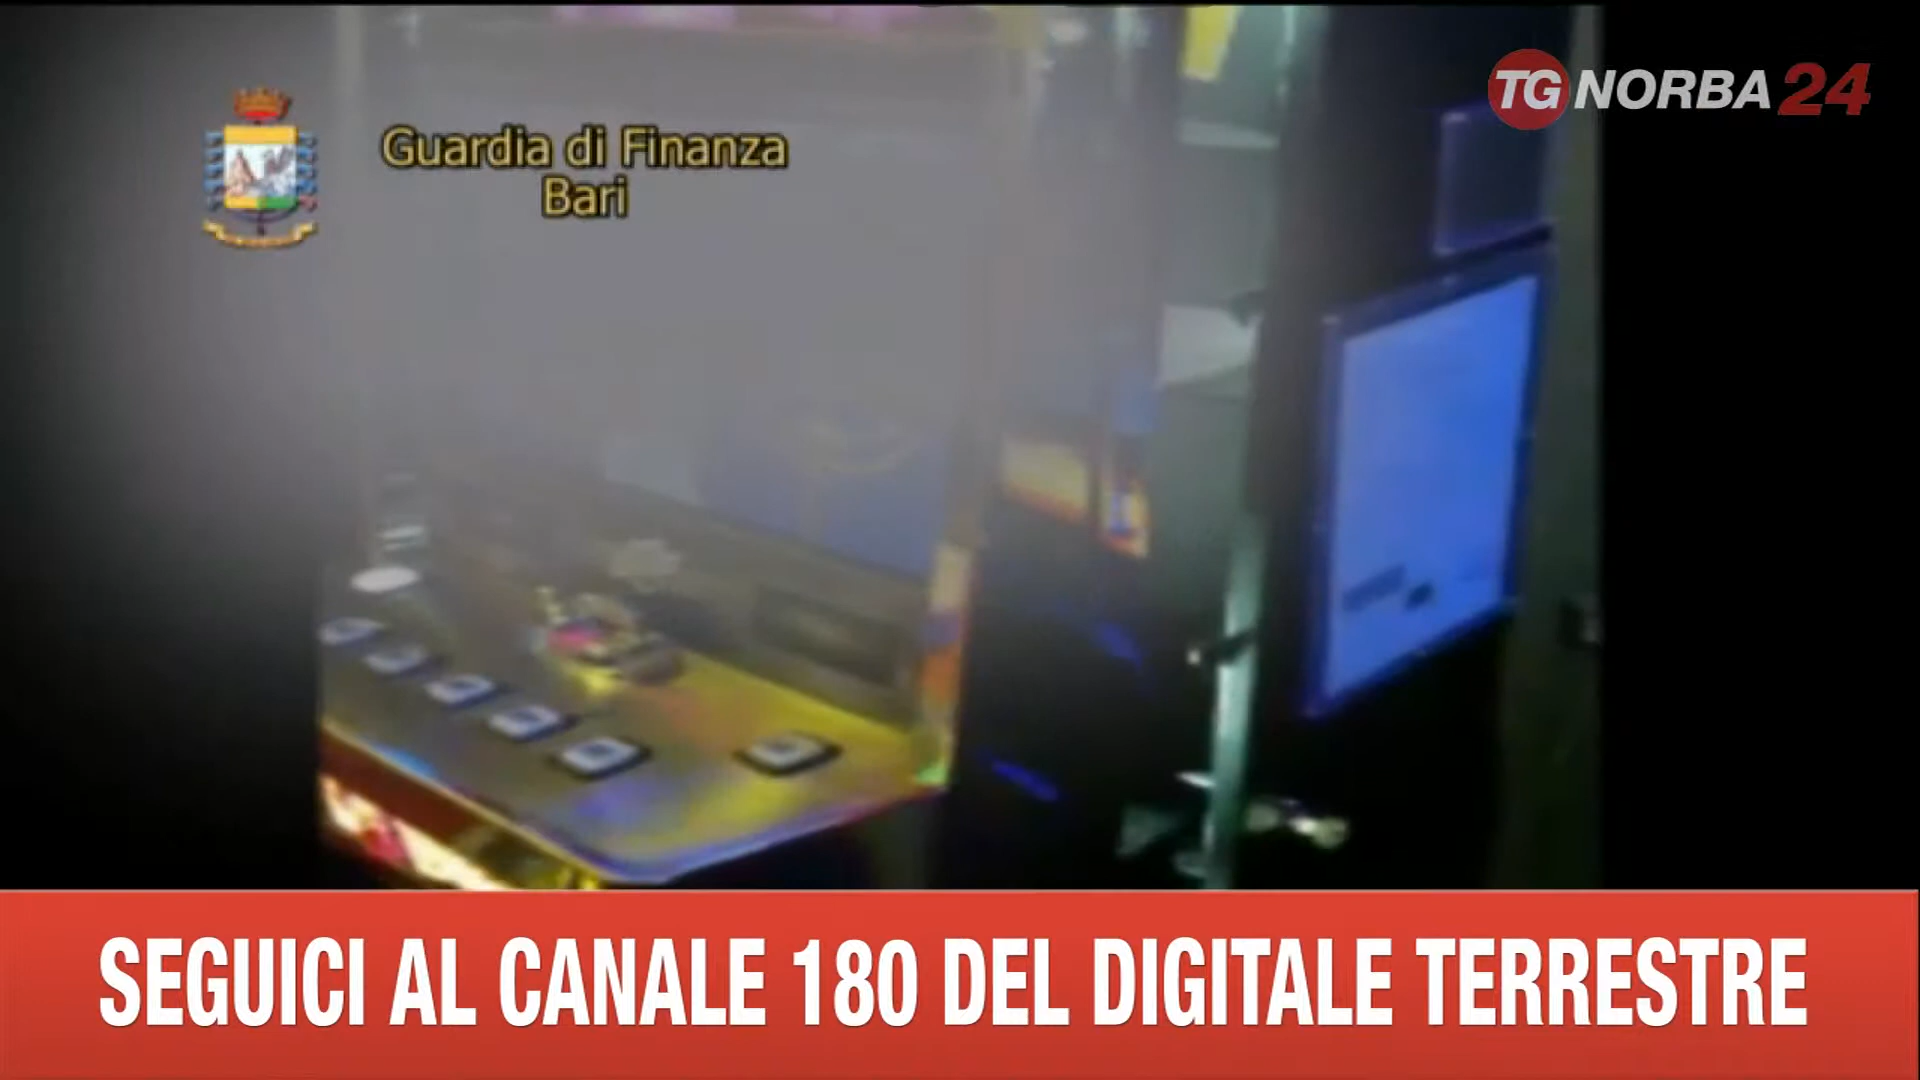 Guardia di Finanza
Bari
TG NORBA 24
SEGUICI AL CANALE 180 DEL DIGITALE TERRESTRE